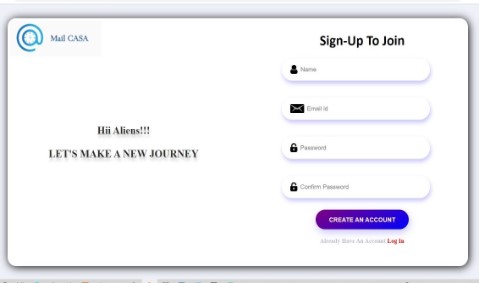 Mail CASA
Sign-Up To Join
Name
Email id
Hii Aliens!!!
LET'S MAKE A NEW JOURNEY
Password
Confirm Password
CREATE AN ACCOUNT
Already Have An Account Log In